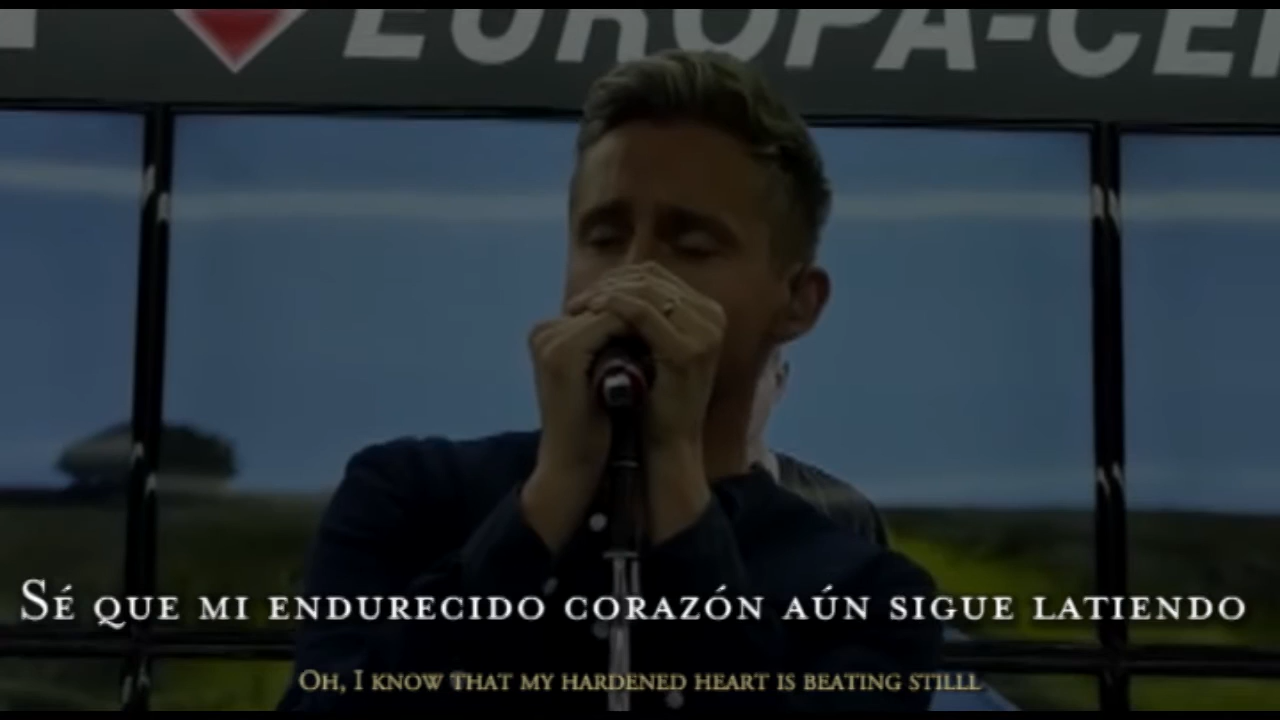 EUROPA-CE
Sé que mi endurecido corazón aún sigue latiendo
Oh, I know that my hardened heart is beating stilll